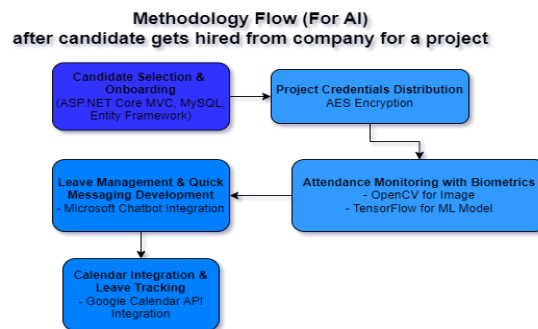 Methodology Flow (For AI)
after candidate gets hired from company for a project
Candidate Selection &
Onboarding
(ASP.NET Core MVC, MySQL,
Entity Framework)
Project Credentials Distribution
AES Encryption
Attendance Monitoring with Biometrics
- OpenCV for Image
- TensorFlow for ML Model
Leave Management & Quick
Messaging Development
- Microsoft Chatbot Integration
Calendar Integration &
Leave Tracking
- Google Calendar API
Integration